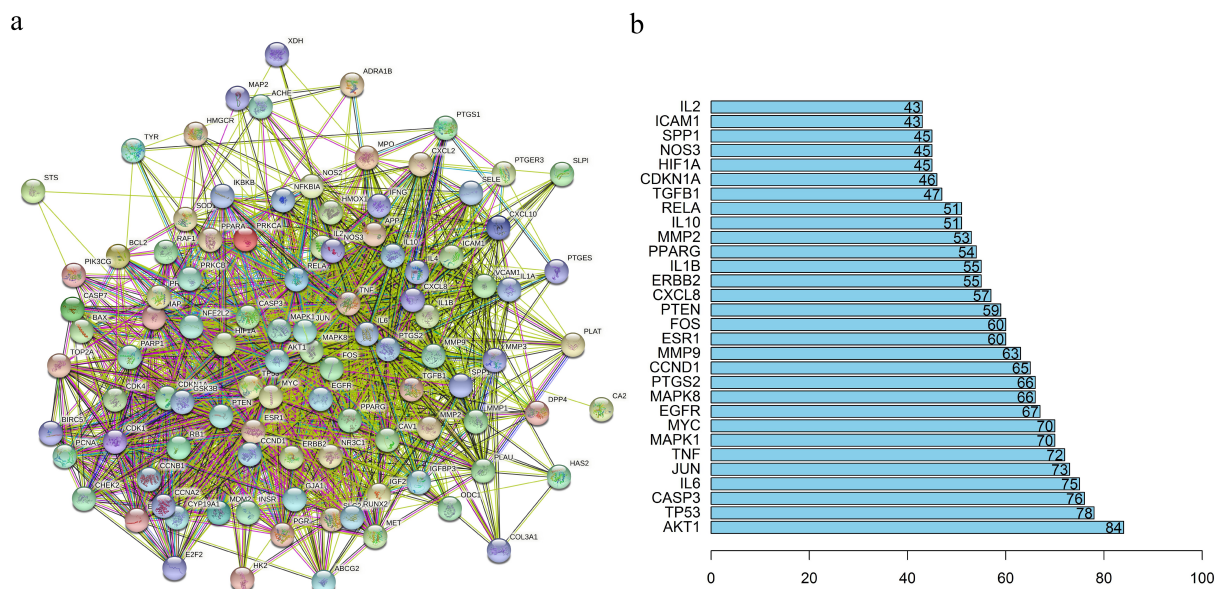 a
XDH
ADRA1B
MAP2
ACHE
HMGCR
PTGS1
TYR
MPO
CXCL2
NOS2
PTGER3
SLPI
STS
IKBKB
NFKBIA
IFNG
SELE
HMOX1
SOD
CXCL10
APP
PPARA
PRKCA
BCL2
RAF1
NOS3
IL10
ICAM1
PIK3CG
PRKCB
RELA
IL4
VCAM1
IL1A
PTGES
CASP7
TNF
CXCL8
NFE2L2
CASP3
MAPK1
JUN
IL1B
BAX
HIF1A
MAPK8
IL6
PTGS2
PLAT
PARP1
AKT1
FOS
MMP9
MMP3
TOP2A
TGFB1
SPP1
CDK4
CDKN1A
GSK3B
MYC
EGFR
DPP4
CA2
PTEN
PPARG
MMP2
MMP1
BIRC5
CDK1
RB1
ESR1
CAV1
PCNA
CCND1
ERBB2
NR3C1
PLAU
CCNB1
IGFBP3
HAS2
CHEK2
CCNA2
GJA1
IGF2
ODC1
CYP19A1
MDM2
INSR
RUNX2
PGR
MET
E2F2
COL3A1
HK2
ABCG2
b
IL2 43
ICAM1 43
SPP1 45
NOS3 45
HIF1A 45
CDKN1A 46
TGFB1 47
RELA 51
IL10 51
MMP2 53
PPARG 54
IL1B 55
ERBB2 55
CXCL8 57
PTEN 59
FOS 60
ESR1 60
MMP9 63
CCND1 65
PTGS2 66
MAPK8 66
EGFR 67
MYC 70
MAPK1 70
TNF 72
JUN 73
IL6 75
CASP3 76
TP53 78
AKT1 84
0 20 40 60 80 100